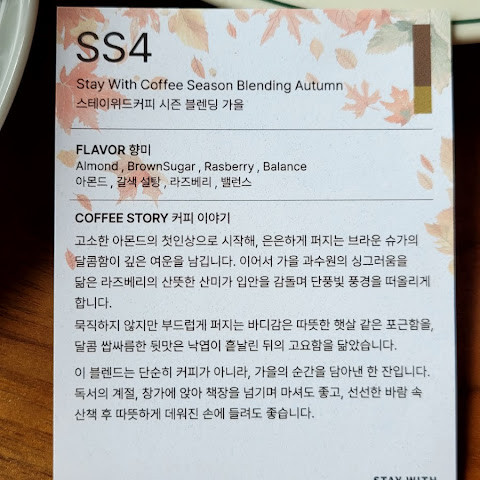 SS4
Stay With Coffee Season Blending Autumn
스테이위드커피 시즌 블렌딩 가을
FLAVOR 향미
Almond , BrownSugar , Rasberry , Balance
아몬드 , 갈색 설탕 , 라즈베리 , 밸런스
COFFEE STORY 커피 이야기
고소한 아몬드의 첫인상으로 시작해, 은은하게 퍼지는 브라운 슈가의
달콤함이 깊은 여운을 남깁니다. 이어서 가을 과수원의 싱그러움을
닮은 라즈베리의 산뜻한 산미가 입안을 감돌며 단풍빛 풍경을 떠올리게
합니다.
묵직하지 않지만 부드럽게 퍼지는 바디감은 따뜻한 햇살 같은 포근함을,
달콤 쌉싸름한 뒷맛은 낙엽이 흩날린 뒤의 고요함을 닮았습니다.
이 블렌드는 단순히 커피가 아니라, 가을의 순간을 담아낸 한 잔입니다.
독서의 계절, 창가에 앉아 책장을 넘기며 마셔도 좋고, 선선한 바람 속
산책 후 따뜻하게 데워진 손에 들려도 좋습니다.
STAY WITH